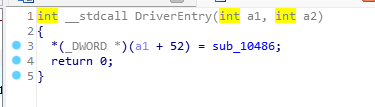 1 int __stdcall DriverEntry(int a1, int a2)
2 {
3 *(_DWORD *)(a1 + 52) = sub_10486;
4 return 0;
5 }